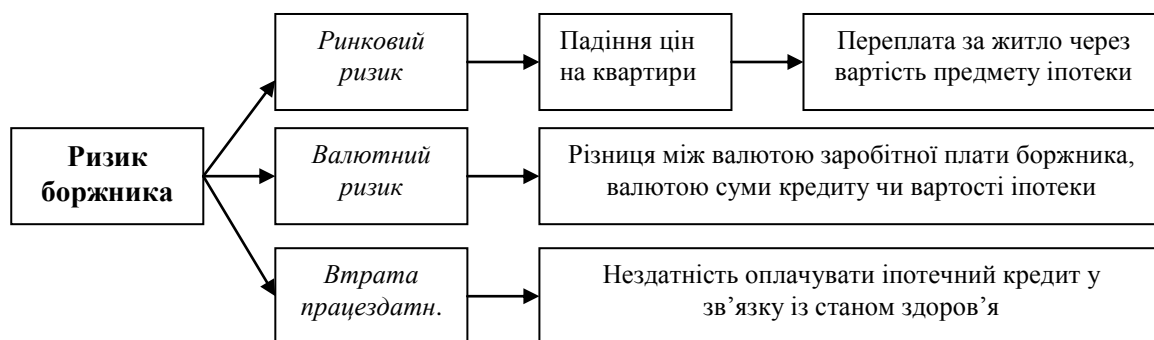 Ризик
боржника
Ринковий
ризик
Падіння цін
на квартири
Переплата за житло через
вартість предмету іпотеки
Валютний
ризик
Різниця між валютою заробітної плати боржника,
валютою суми кредиту чи вартості іпотеки
Втрата
працездатн.
Нездатність оплачувати іпотечний кредит у
зв’язку із станом здоров’я